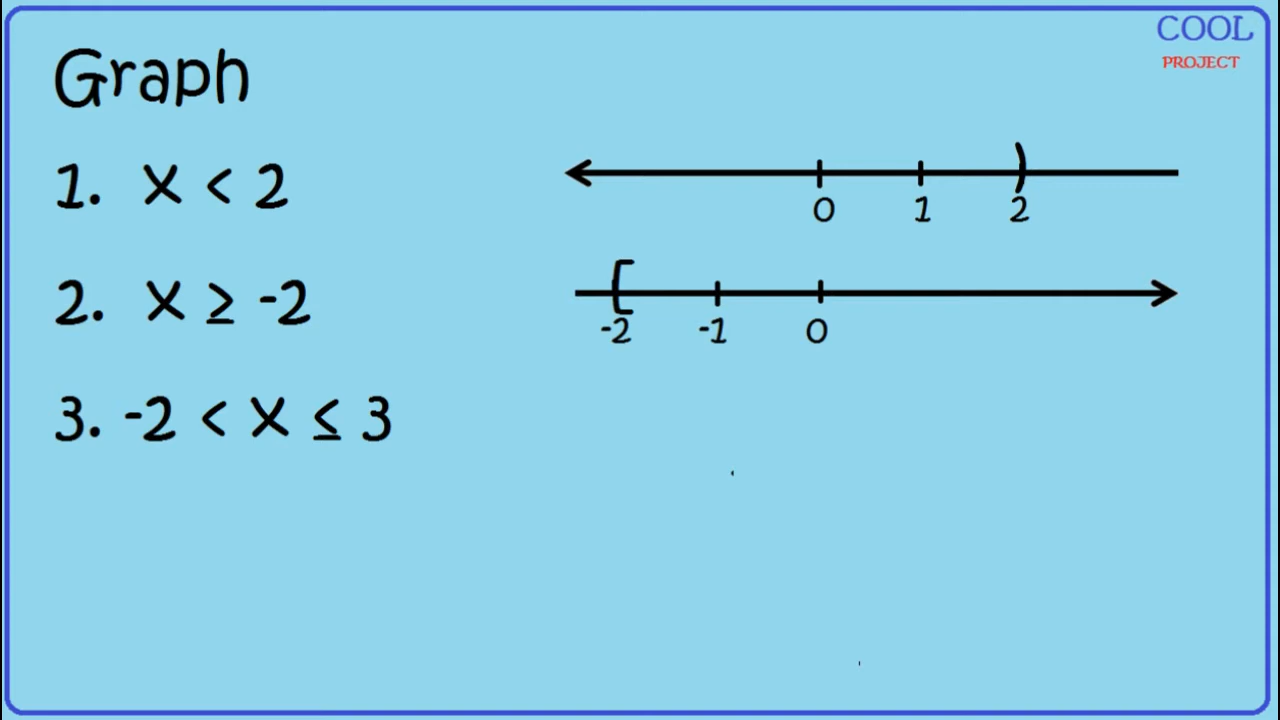 COOL
PROJECT
Graph
1. x < 2
0 1 2
2. x ≥ -2
-2 -1 0
3. -2 < x ≤ 3